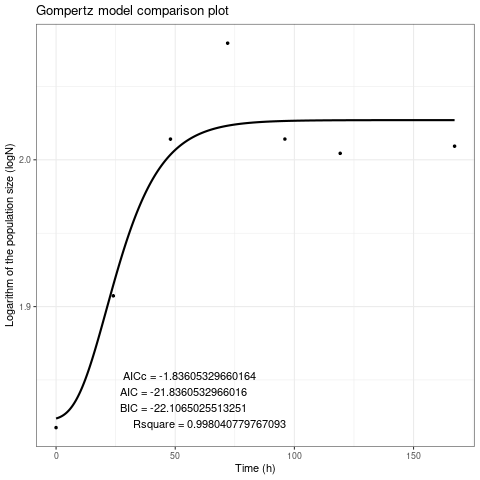 Gompertz model comparison plot
Logarithm of the population size (logN)
2.0
1.9
AICc = -1.83605329660164
AIC = -21.836053296016
BIC = -22.1065025513251
Rsquare = 0.998040779767093
0 50 100 150
Time (h)